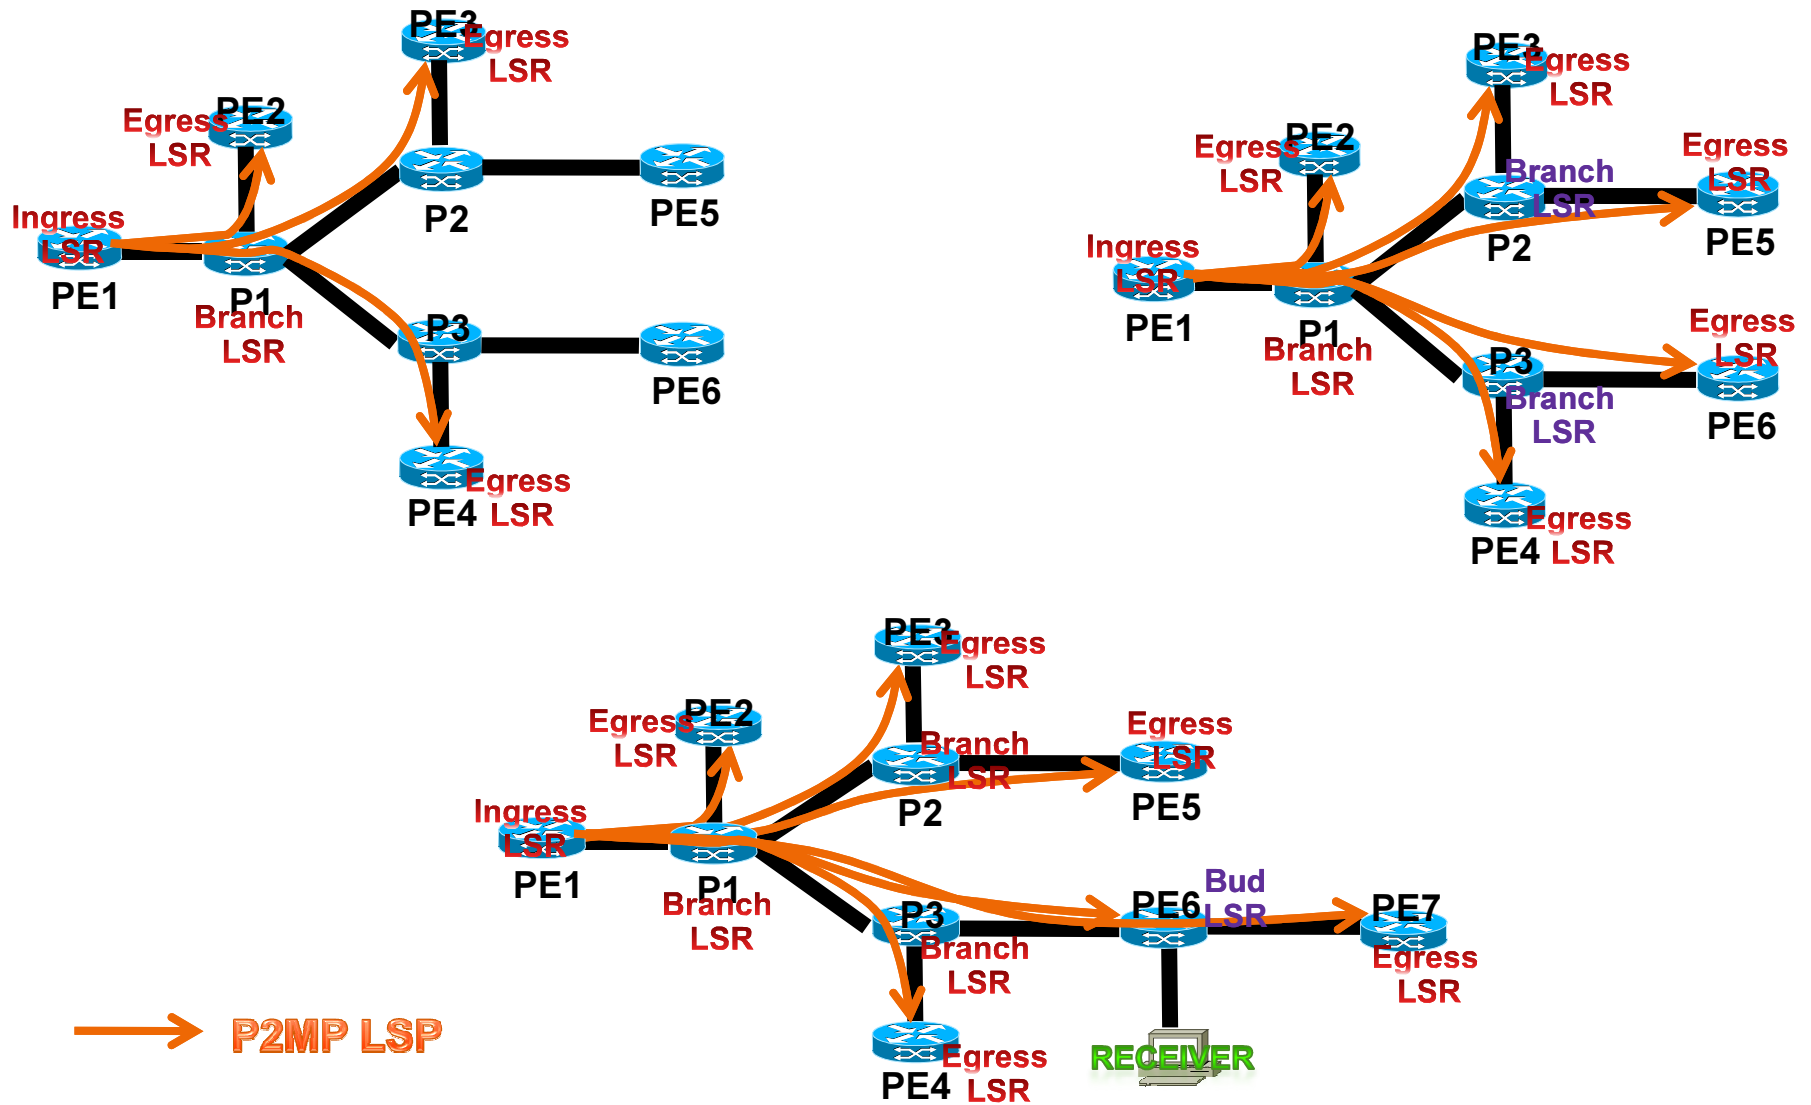 PE3
Egress
LSR
PE2
Egress
LSR
Ingress
LSR
PE1
P1
Branch
LSR
P2
PE5
P3
PE6
PE4
Egress
LSR
PE3
Egress
LSR
PE2
Egress
LSR
Ingress
LSR
PE1
P1
Branch
LSR
Branch
LSR
P2
Egress
LSR
PE5
P3
Branch
LSR
Egress
LSR
PE6
PE4
Egress
LSR
PE3
Egress
LSR
PE2
Egress
LSR
Ingress
LSR
PE1
P1
Branch
LSR
Branch
LSR
P2
Egress
LSR
PE5
P3
Branch
LSR
PE6
Bud
LSR
PE7
Egress
LSR
PE4
Egress
LSR
RECEIVER
P2MP LSP